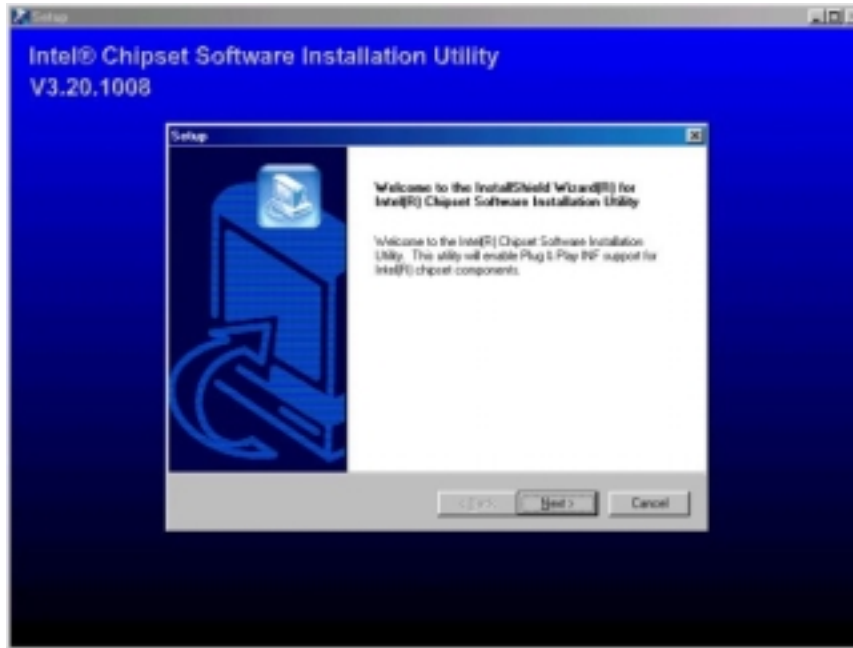 Setup
Intel® Chipset Software Installation Utility
V3.20.1008
Setup
Welcome to the InstallShield Wizard(R) for
Intel(R) Chipset Software Installation Utility
Welcome to the Intel(R) Chipset Software Installation
Utility. This utility will enable Plug & Play INF support for
Intel(R) chipset components.
< Back
Next >
Cancel